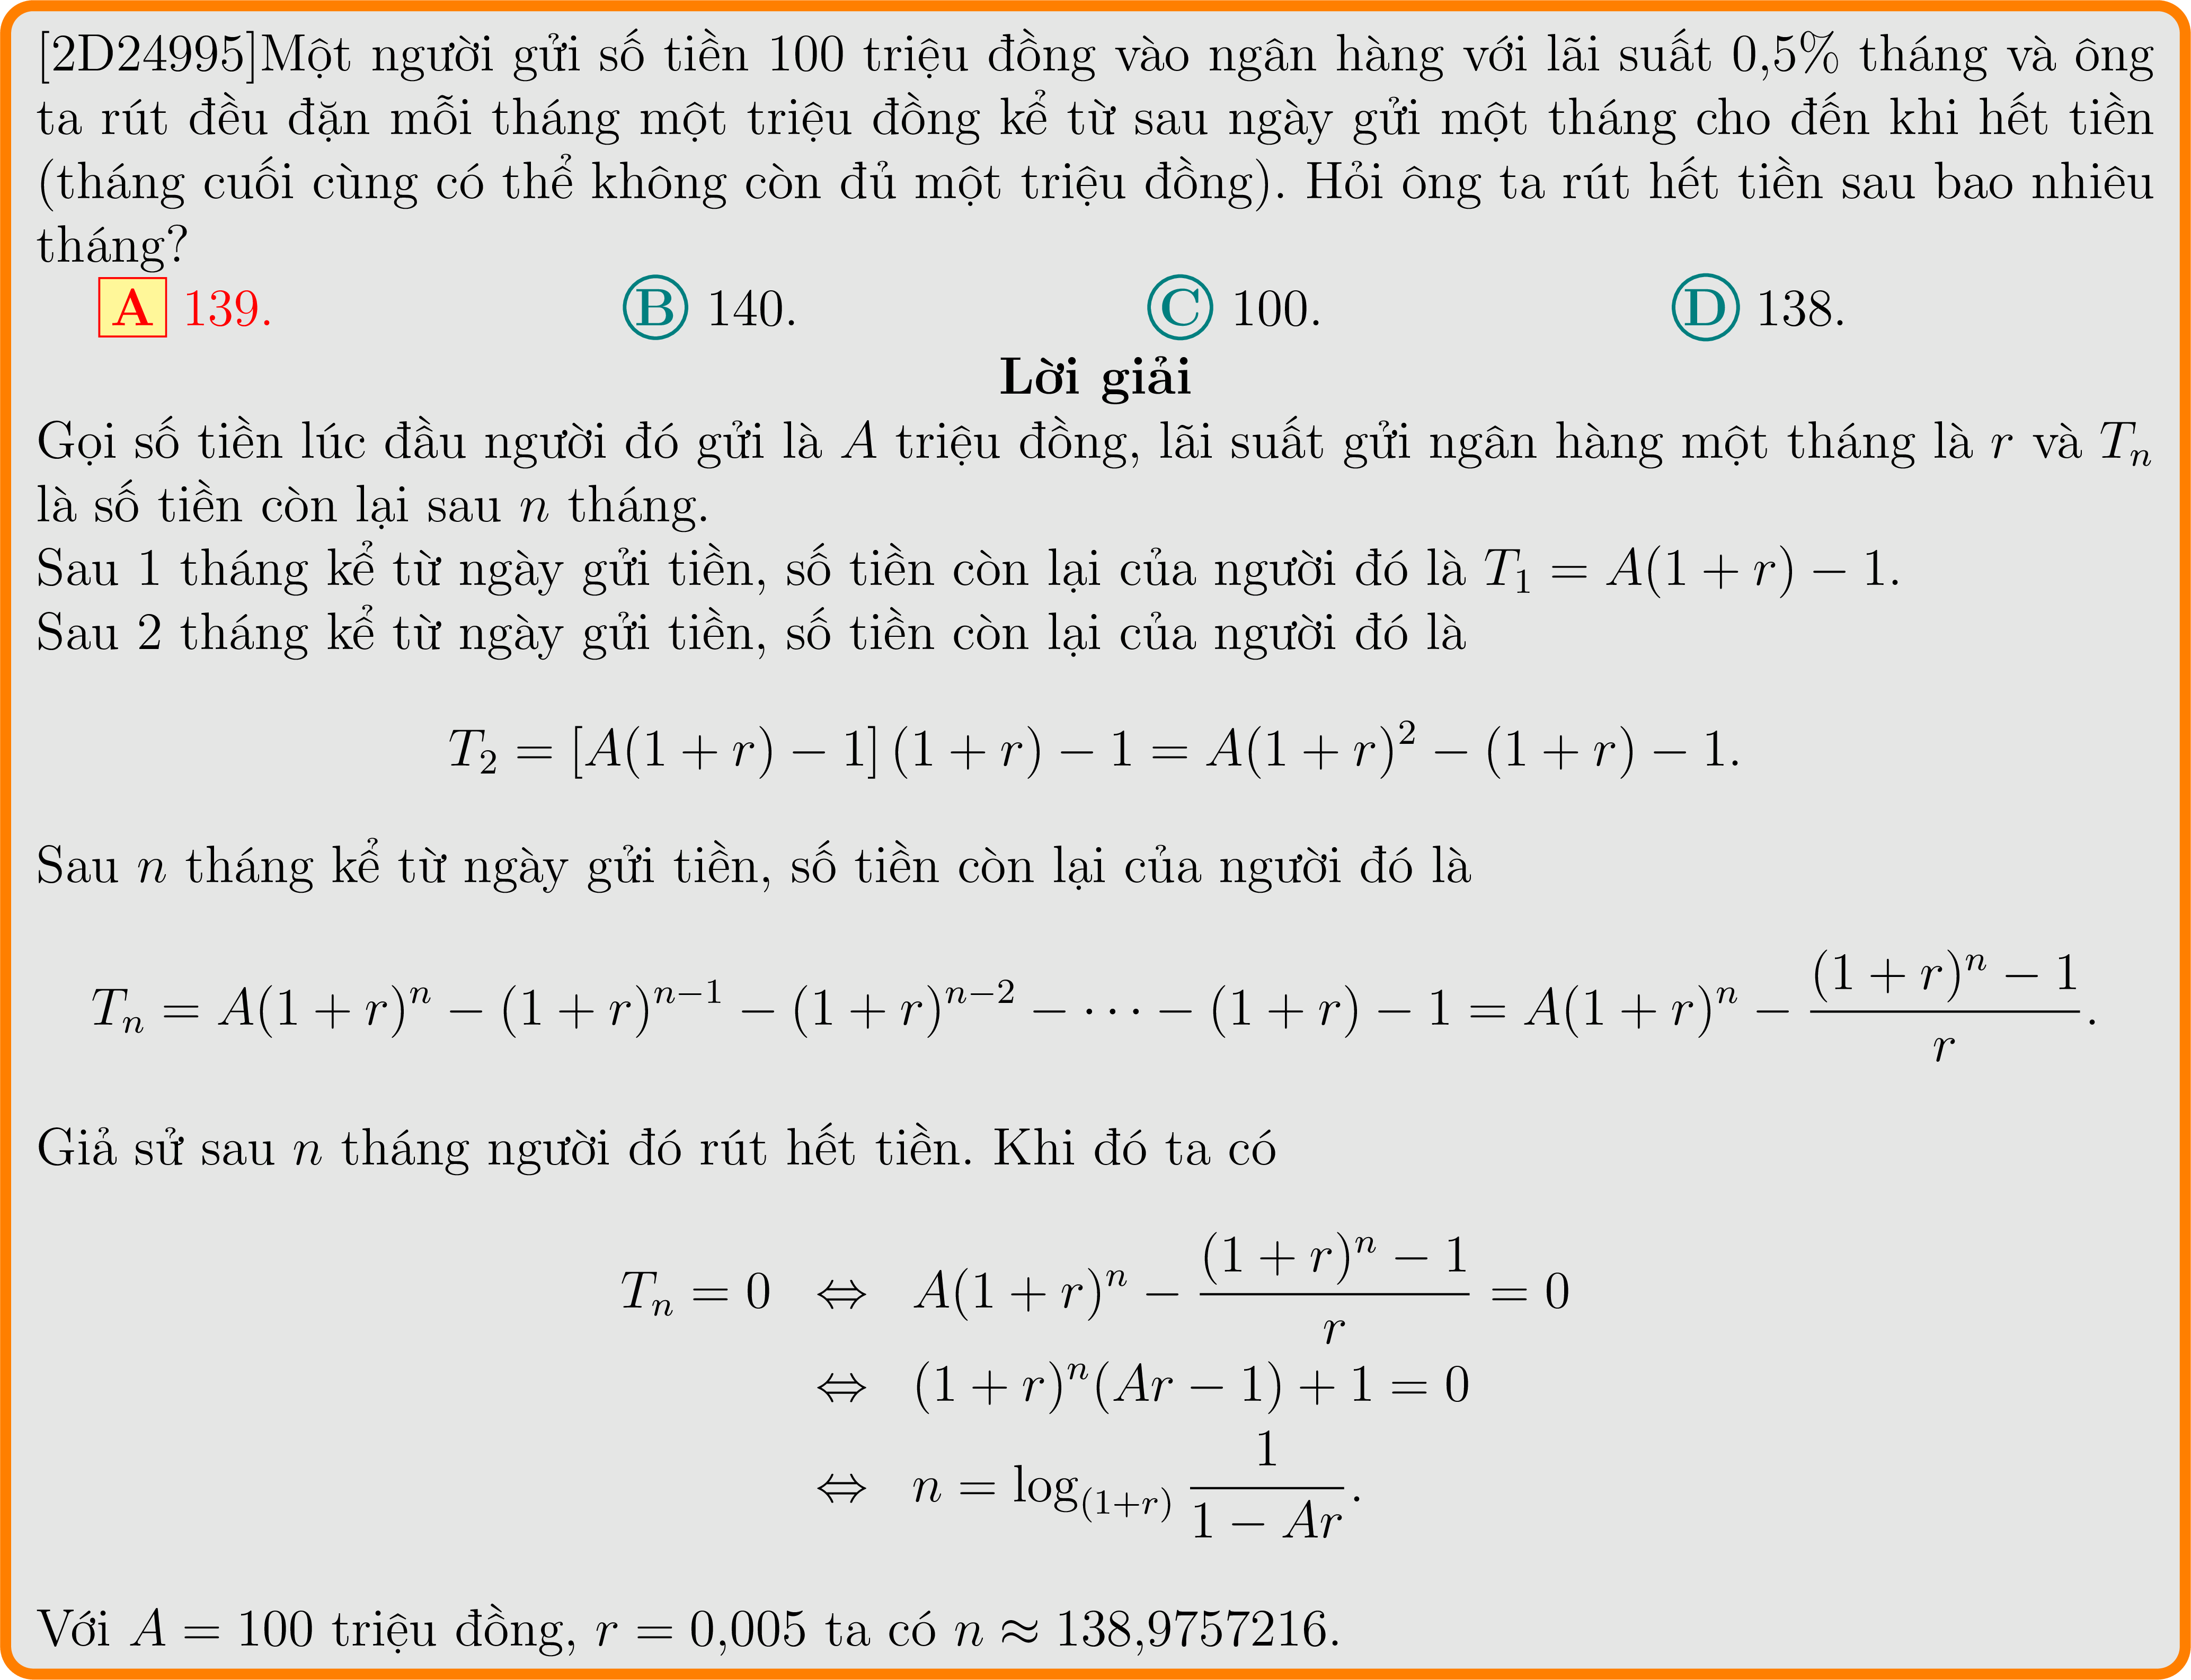 [2D24995]Một người gửi số tiền 100 triệu đồng vào ngân hàng với lãi suất 0,5% tháng và ông
ta rút đều đặn mỗi tháng một triệu đồng kể từ sau ngày gửi một tháng cho đến khi hết tiền
(tháng cuối cùng có thể không còn đủ một triệu đồng). Hỏi ông ta rút hết tiền sau bao nhiêu
tháng?
A 139. B 140. C 100. D 138.
Lời giải
Gọi số tiền lúc đầu người đó gửi là A triệu đồng, lãi suất gửi ngân hàng một tháng là r và T_n
là số tiền còn lại sau n tháng.
Sau 1 tháng kể từ ngày gửi tiền, số tiền còn lại của người đó là T_1 = A(1 + r) − 1.
Sau 2 tháng kể từ ngày gửi tiền, số tiền còn lại của người đó là
T_2 = [A(1 + r) − 1] (1 + r) − 1 = A(1 + r)^2 − (1 + r) − 1.
Sau n tháng kể từ ngày gửi tiền, số tiền còn lại của người đó là
T_n = A(1 + r)^n − (1 + r)^{n−1} − (1 + r)^{n−2} − ··· − (1 + r) − 1 = A(1 + r)^n − \frac{(1 + r)^n − 1}{r}.
Giả sử sau n tháng người đó rút hết tiền. Khi đó ta có
T_n = 0 ⇔ A(1 + r)^n − \frac{(1 + r)^n − 1}{r} = 0
⇔ (1 + r)^n(Ar − 1) + 1 = 0
⇔ n = log_{(1+r)} \frac{1}{1 − Ar}.
Với A = 100 triệu đồng, r = 0,005 ta có n ≈ 138,9757216.